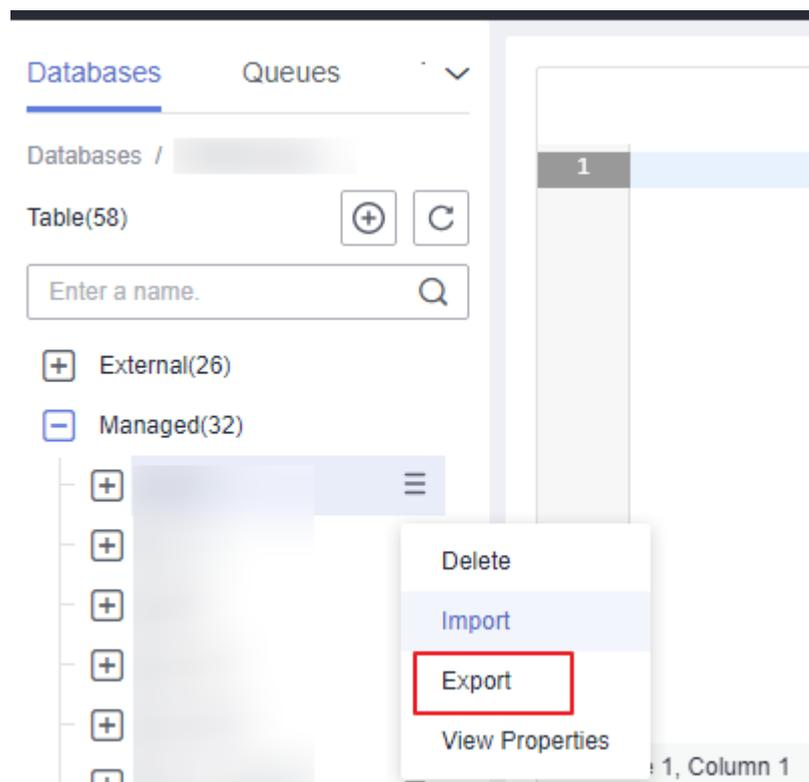 Databases Queues
Databases /
Table(58)
Enter a name.
1
External(26)
Managed(32)
Delete
Import
Export
View Properties
1, Column 1